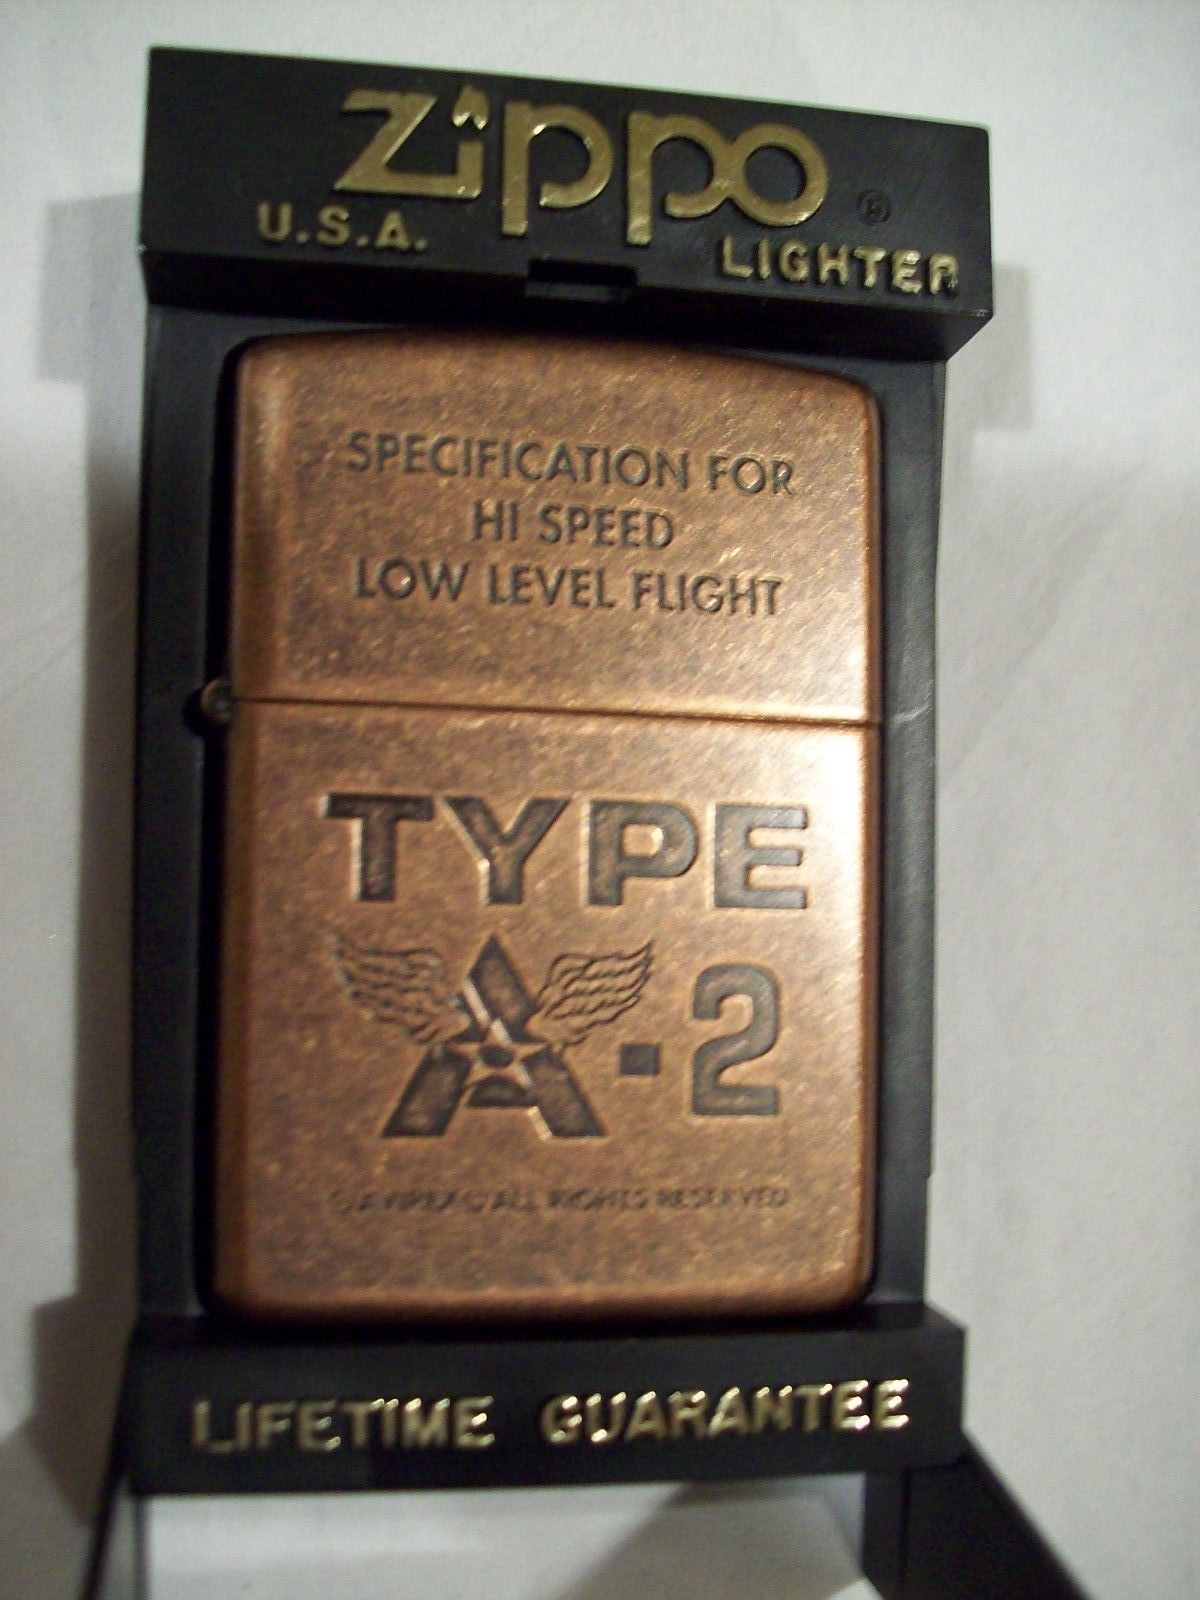 Zippo ®
U.S.A. LIGHTER
SPECIFICATION FOR
HI SPEED
LOW LEVEL FLIGHT
TYPE
A-2
ALL RIGHTS RESERVED
LIFETIME GUARANTEE